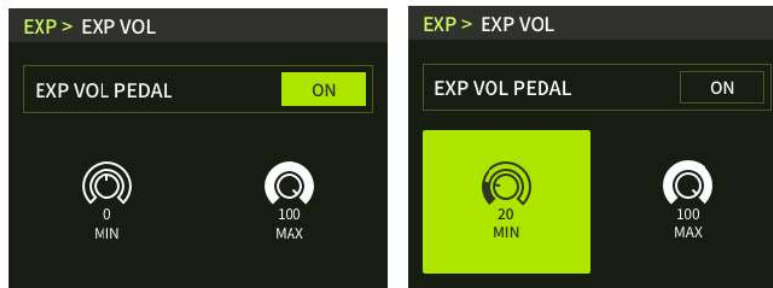 EXP > EXP VOL
EXP VOL PEDAL ON
0 100
MIN MAX
EXP > EXP VOL
EXP VOL PEDAL ON
20 100
MIN MAX